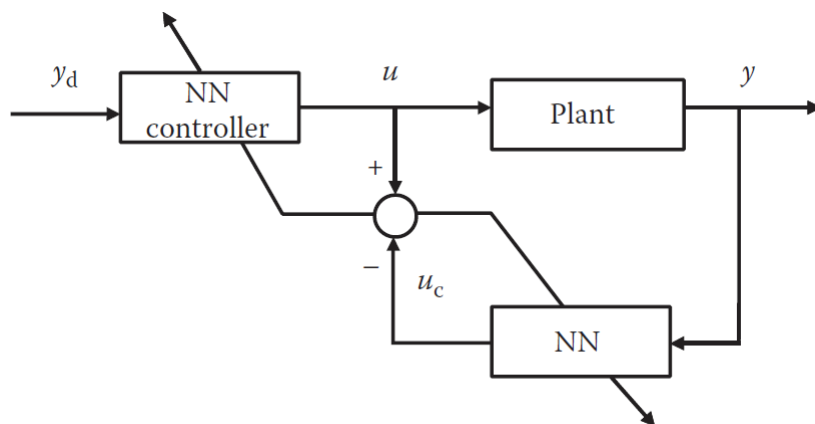 y_d
NN
controller
u
Plant
y
+
−
u_c
NN